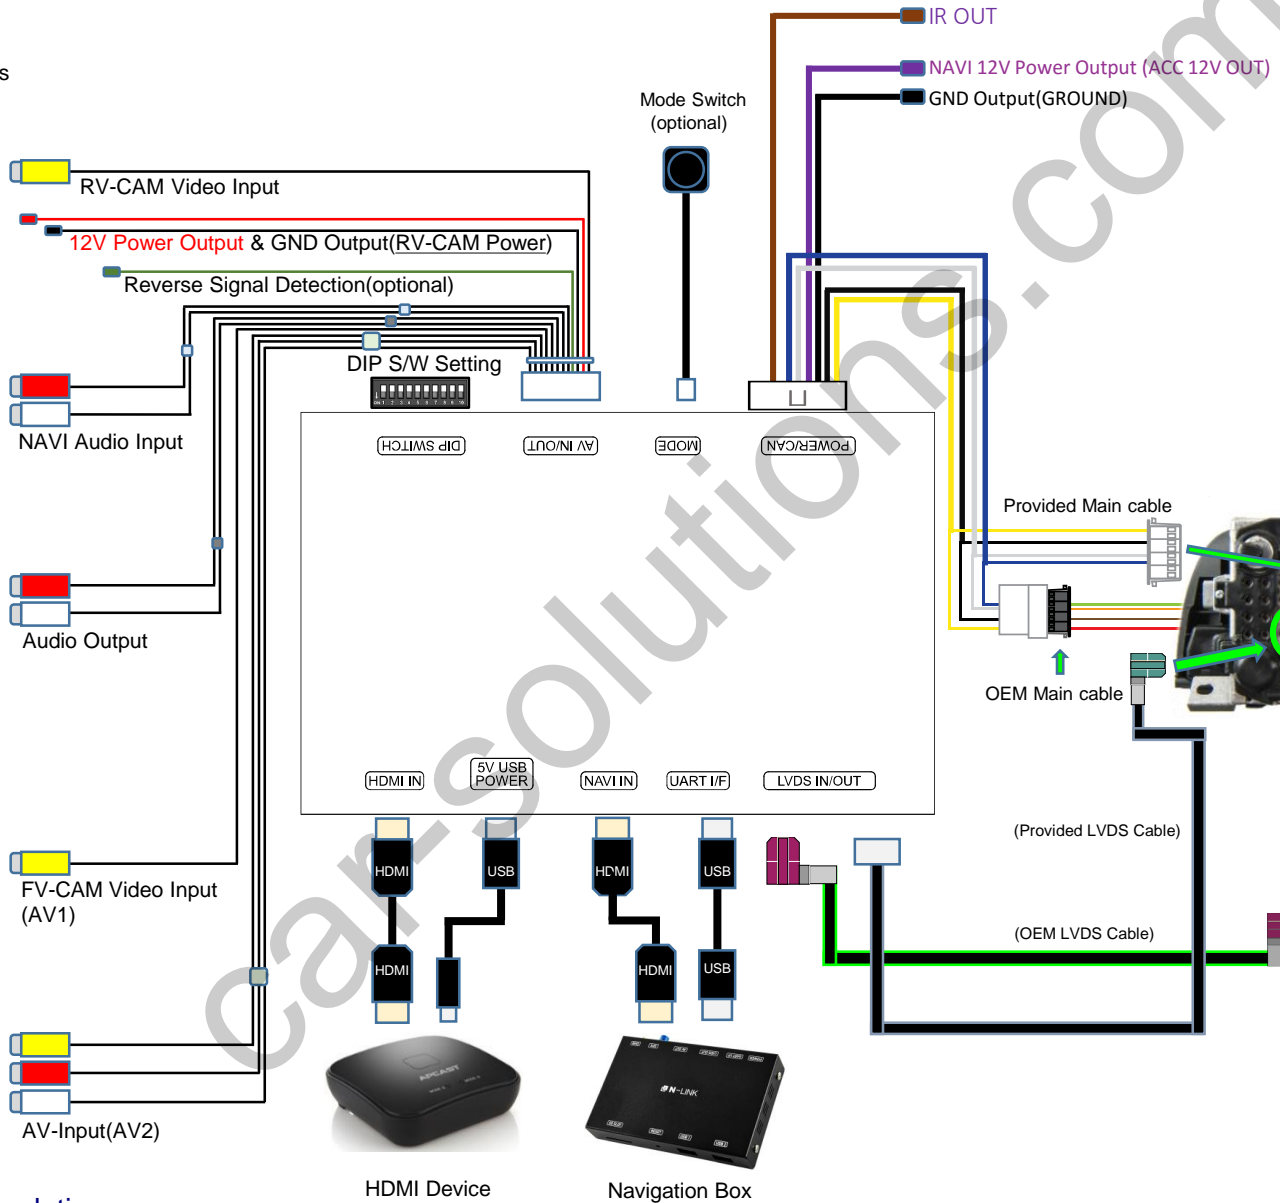 IR OUT
s
NAVI 12V Power Output (ACC 12V OUT)
GND Output(GROUND)
Mode Switch
(optional)
RV-CAM Video Input
12V Power Output & GND Output(RV-CAM Power)
Reverse Signal Detection(optional)
DIP S/W Setting
NAVI Audio Input
DIP SWITCH
AV IN/OUT
MODE
POWER/CAN
Provided Main cable
Audio Output
OEM Main cable
HDMI IN
5V USB
POWER
NAVI IN
UART I/F
LVDS IN/OUT
(Provided LVDS Cable)
HDMI
USB
HDMI
USB
FV-CAM Video Input
(AV1)
(OEM LVDS Cable)
HDMI
HDMI
USB
APCAST
N-LINK
AV-Input(AV2)
HDMI Device
Navigation Box
car-solutions.com